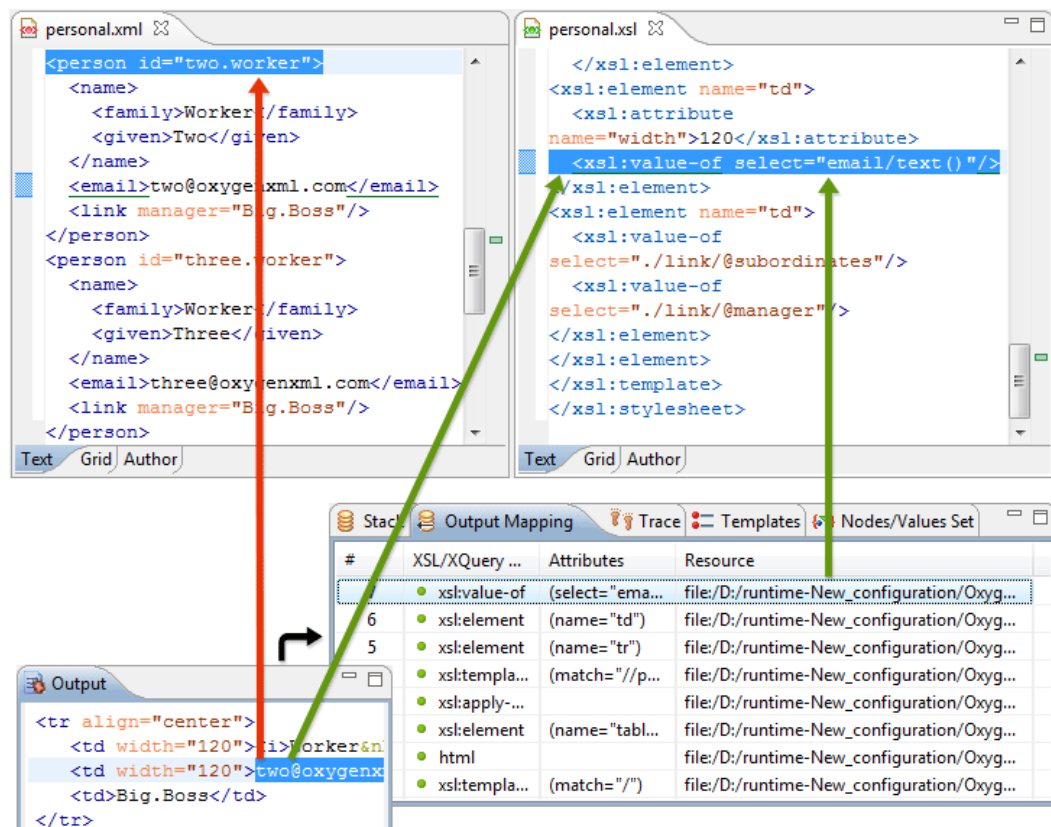 personal.xml
<person id="two.worker">
<name>
<family>Worker</family>
<given>Two</given>
</name>
<email>two@oxygenxml.com</email>
<link manager="Big.Boss"/>
</person>
<person id="three.worker">
<name>
<family>Worker</family>
<given>Three</given>
</name>
<email>three@oxygenxml.com</email>
<link manager="Big.Boss"/>
</person>
Text Grid Author
personal.xsl
</xsl:element>
<xsl:element name="td">
<xsl:attribute
name="width">120</xsl:attribute>
<xsl:value-of select="email/text()"/>
</xsl:element>
<xsl:element name="td">
<xsl:value-of
select="./link/@subordinates"/>
<xsl:value-of
select="./link/@manager"/>
</xsl:element>
</xsl:element>
</xsl:template>
</xsl:stylesheet>
Text Grid Author
Stack Output Mapping Trace Templates Nodes/Values Set
# XSL/XQuery ... Attributes Resource
7 xsl:value-of (select="ema... file:/D:/runtime-New_configuration/Oxyg...
6 xsl:element (name="td") file:/D:/runtime-New_configuration/Oxyg...
5 xsl:element (name="tr") file:/D:/runtime-New_configuration/Oxyg...
xsl:templa... (match="//p... file:/D:/runtime-New_configuration/Oxyg...
xsl:apply-... file:/D:/runtime-New_configuration/Oxyg...
xsl:element (name="tabl... file:/D:/runtime-New_configuration/Oxyg...
html file:/D:/runtime-New_configuration/Oxyg...
xsl:templa... (match="/") file:/D:/runtime-New_configuration/Oxyg...
Output
<tr align="center">
<td width="120"><i>Worker&n
<td width="120">two@oxygenx
<td>Big.Boss</td>
</tr>